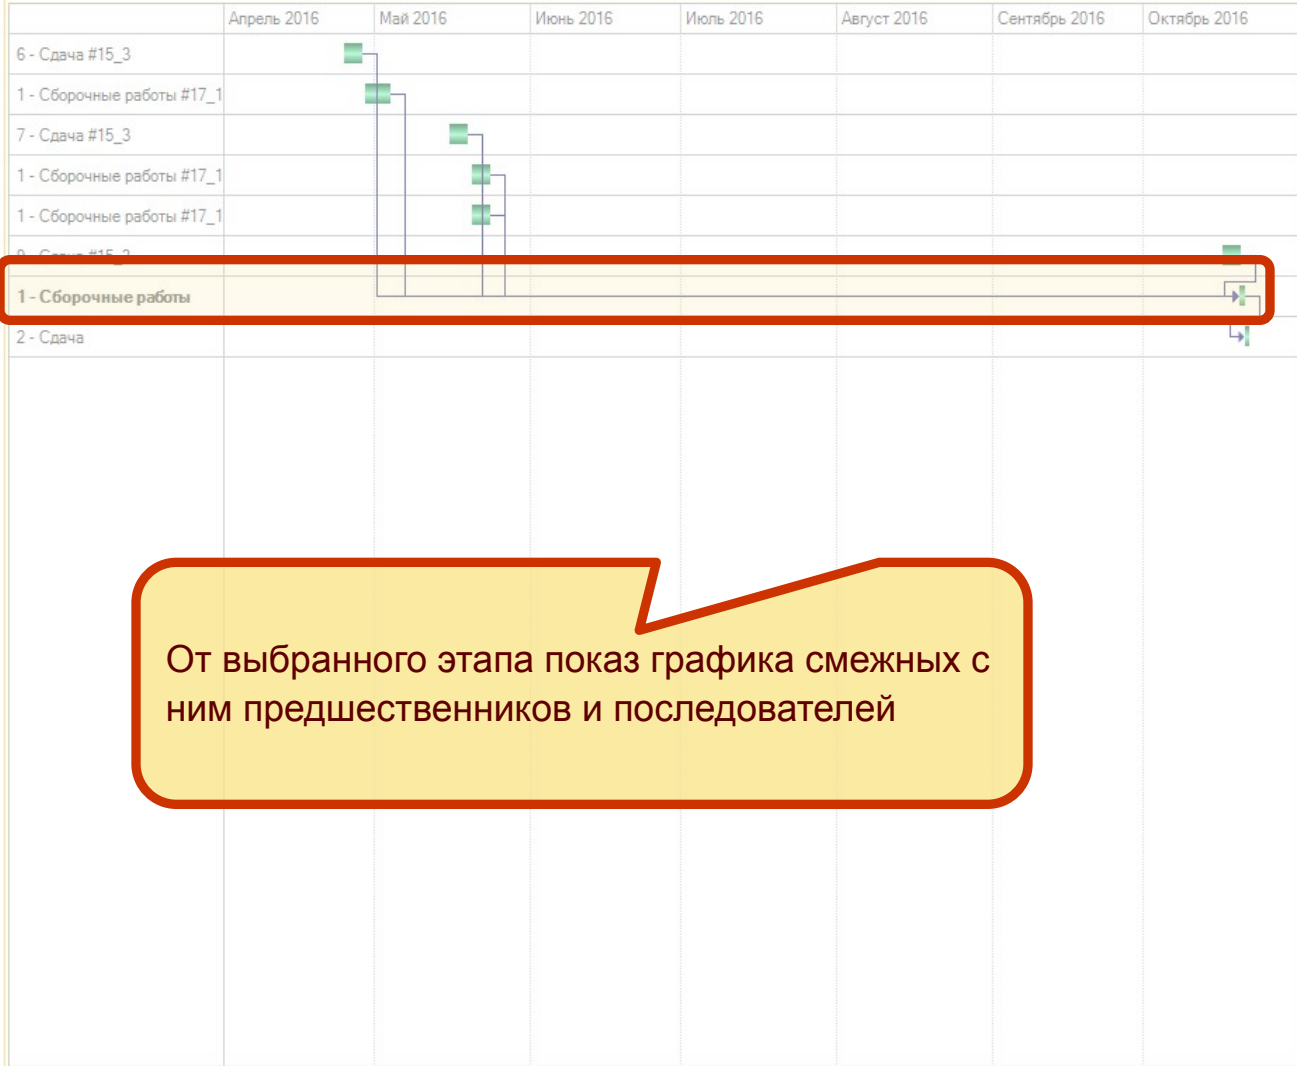 Апрель 2016 Май 2016 Июнь 2016 Июль 2016 Август 2016 Сентябрь 2016 Октябрь 2016
6 - Сдача #15_3
1 - Сборочные работы #17_1
7 - Сдача #15_3
1 - Сборочные работы #17_1
1 - Сборочные работы #17_1
1 - Сборочные работы
2 - Сдача
От выбранного этапа показ графика смежных с
ним предшественников и последователей